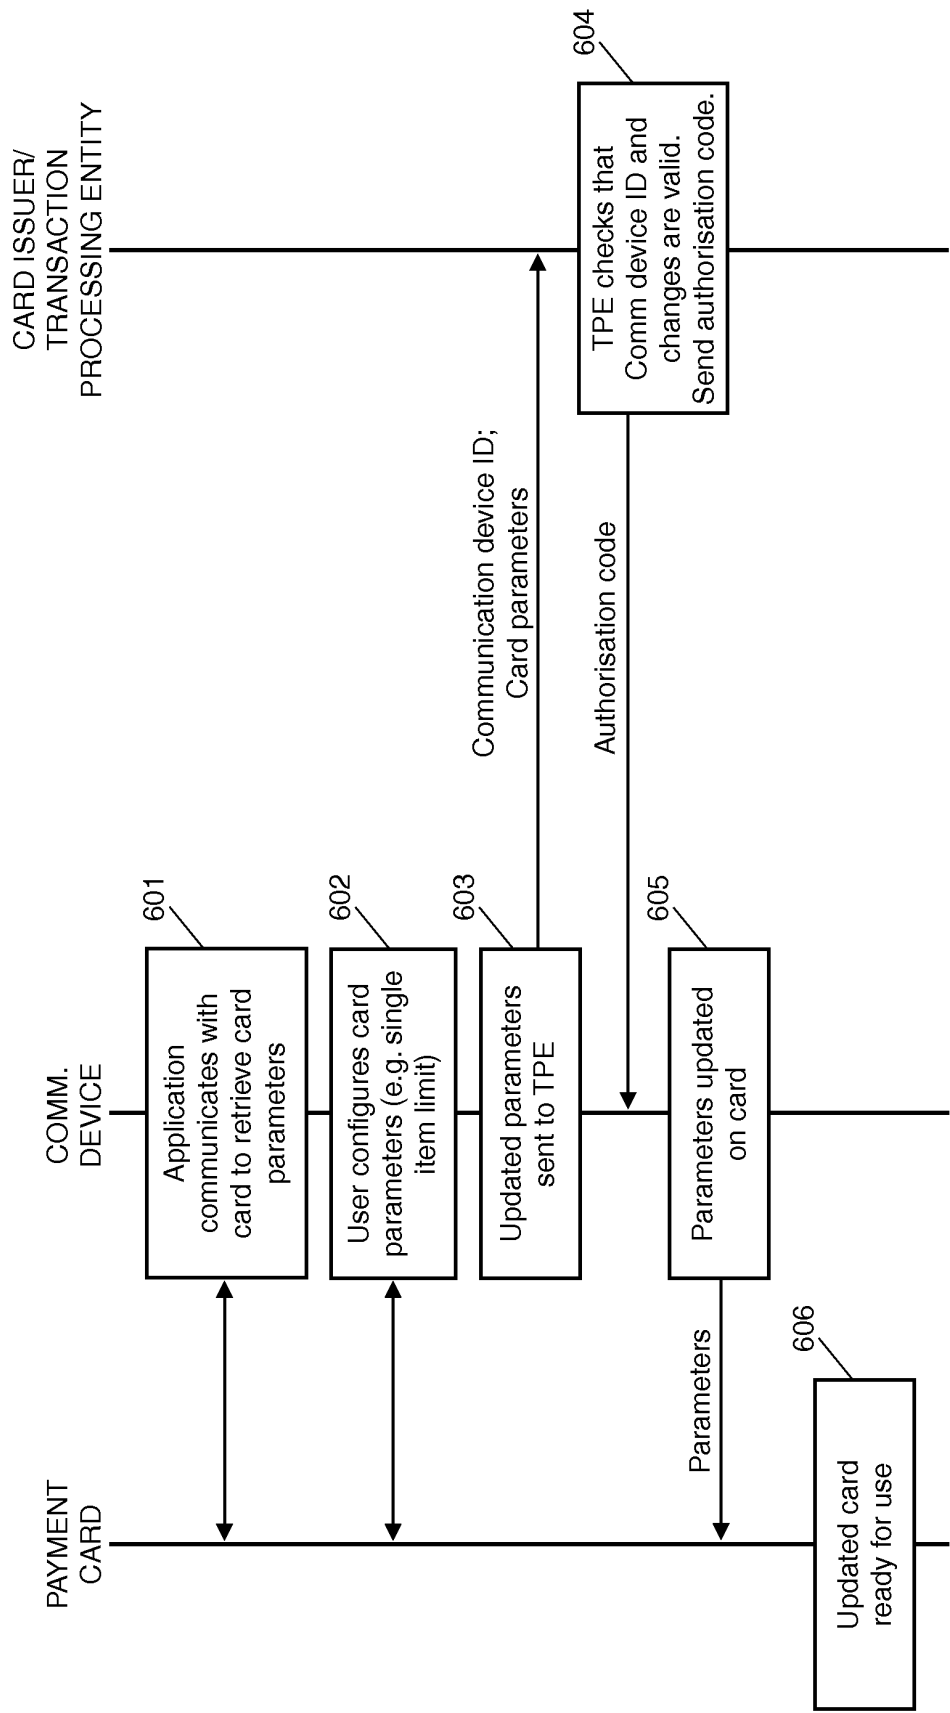 PAYMENT
CARD
COMM.
DEVICE
CARD ISSUER/
TRANSACTION
PROCESSING ENTITY
601
Application
communicates with
card to retrieve card
parameters
602
User configures card
parameters (e.g. single
item limit)
603
Updated parameters
sent to TPE
Communication device ID;
Card parameters
604
TPE checks that
Comm device ID and
changes are valid.
Send authorisation code.
Authorisation code
605
Parameters updated
on card
Parameters
606
Updated card
ready for use